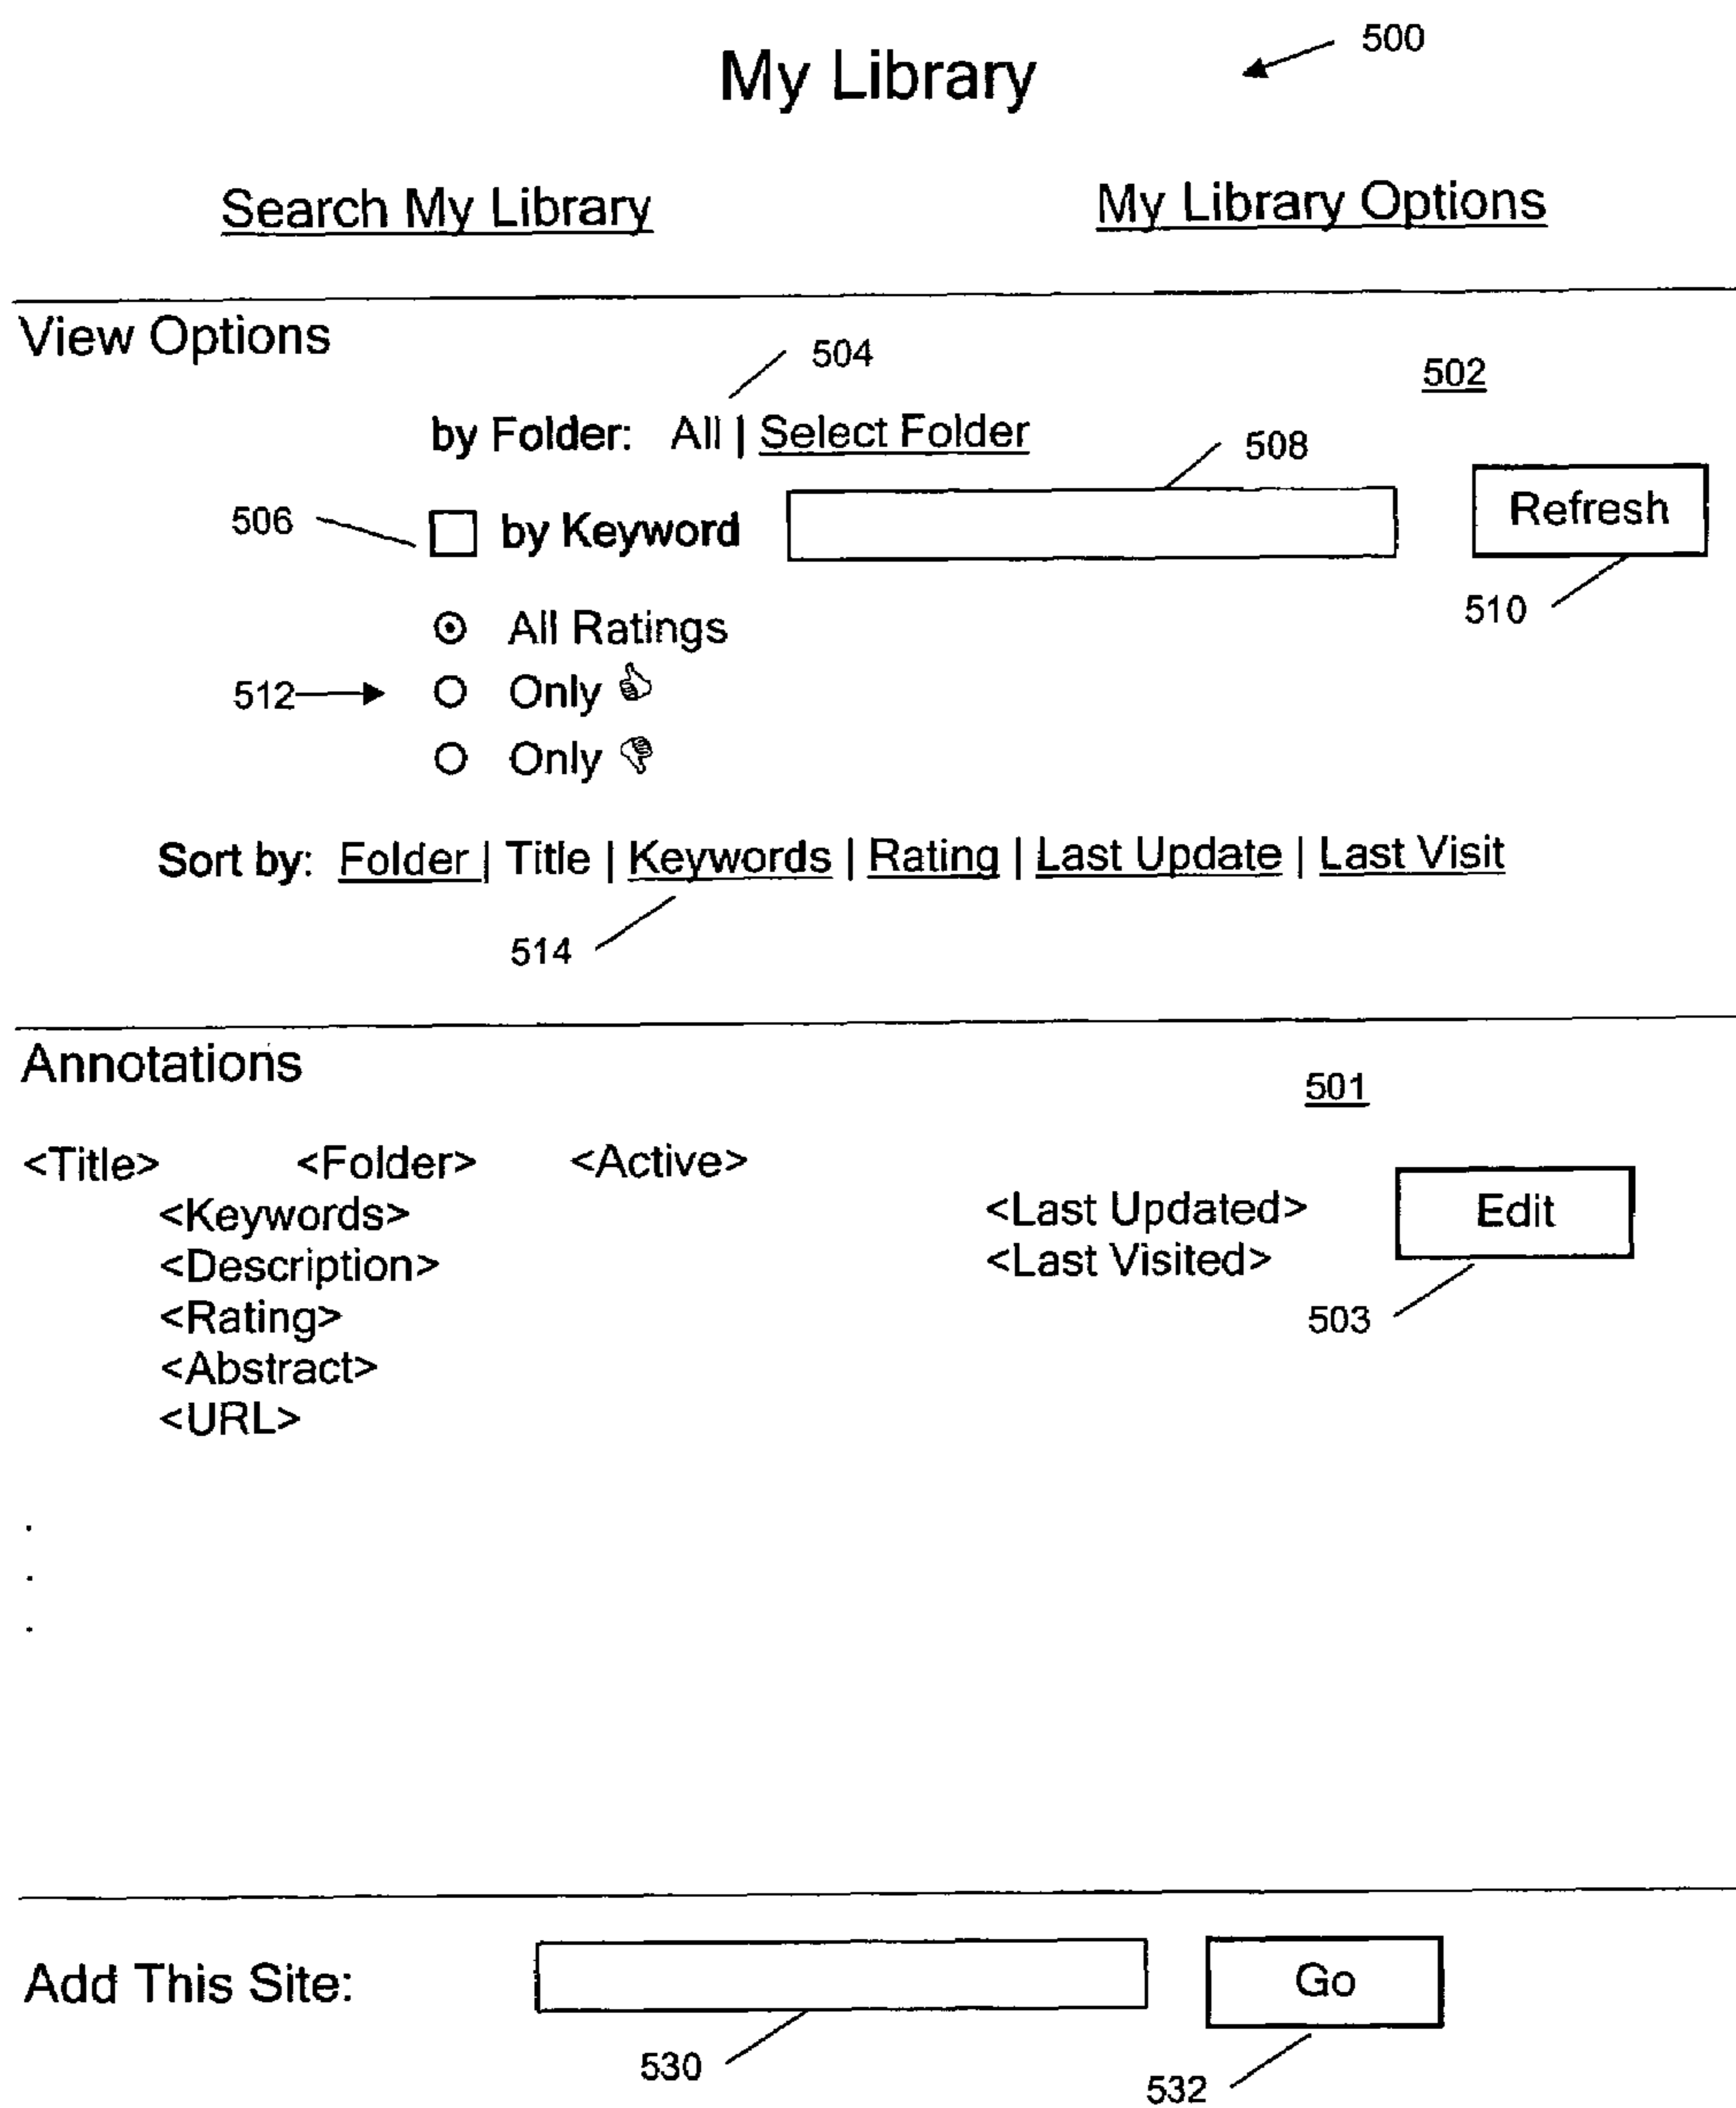 500
My Library
Search My Library My Library Options
View Options
504
502
by Folder: All | Select Folder
508
506
by Keyword
Refresh
510
All Ratings
512 Only
Only
Sort by: Folder | Title | Keywords | Rating | Last Update | Last Visit
514
Annotations
501
<Title> <Folder> <Active>
<Keywords> <Last Updated> Edit
<Description> <Last Visited>
<Rating> 503
<Abstract>
<URL>
.
.
.
Add This Site: Go
530
532